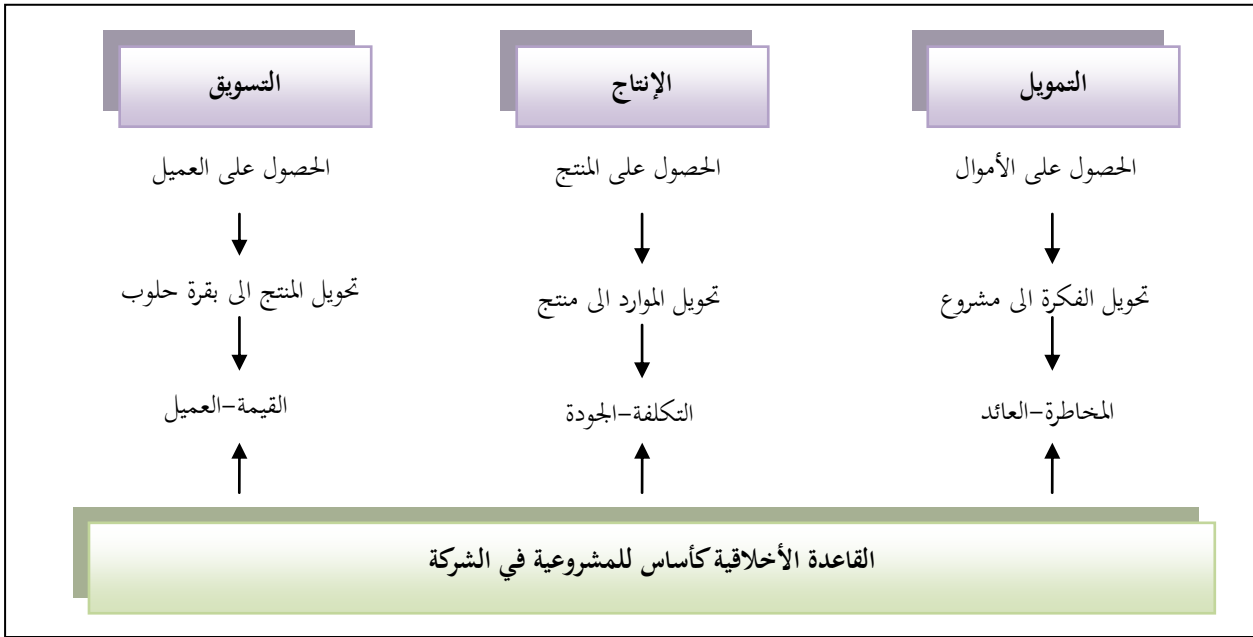 التمويل
الإنتاج
التسويق
الحصول على الأموال
الحصول على المنتج
الحصول على العميل
تحويل الفكرة الى مشروع
تحويل الموارد الى منتج
تحويل المنتج الى بقرة حلوب
المخاطرة-العائد
التكلفة-الجودة
القيمة-العميل
القاعدة الأخلاقية كأساس للمشروعية في الشركة